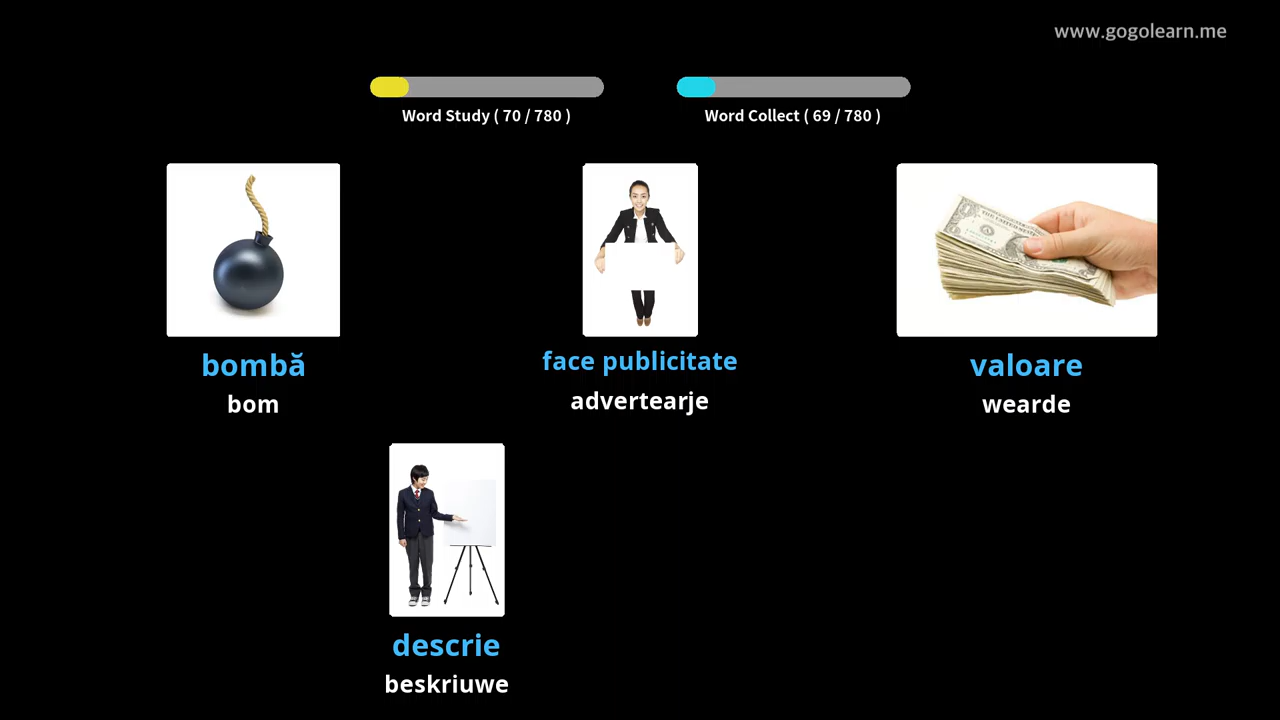 www.gogolearn.me
Word Study ( 70 / 780 )
Word Collect ( 69 / 780 )
bombă
bom
face publicitate
advertearje
valoare
wearde
descrie
beskriuwe